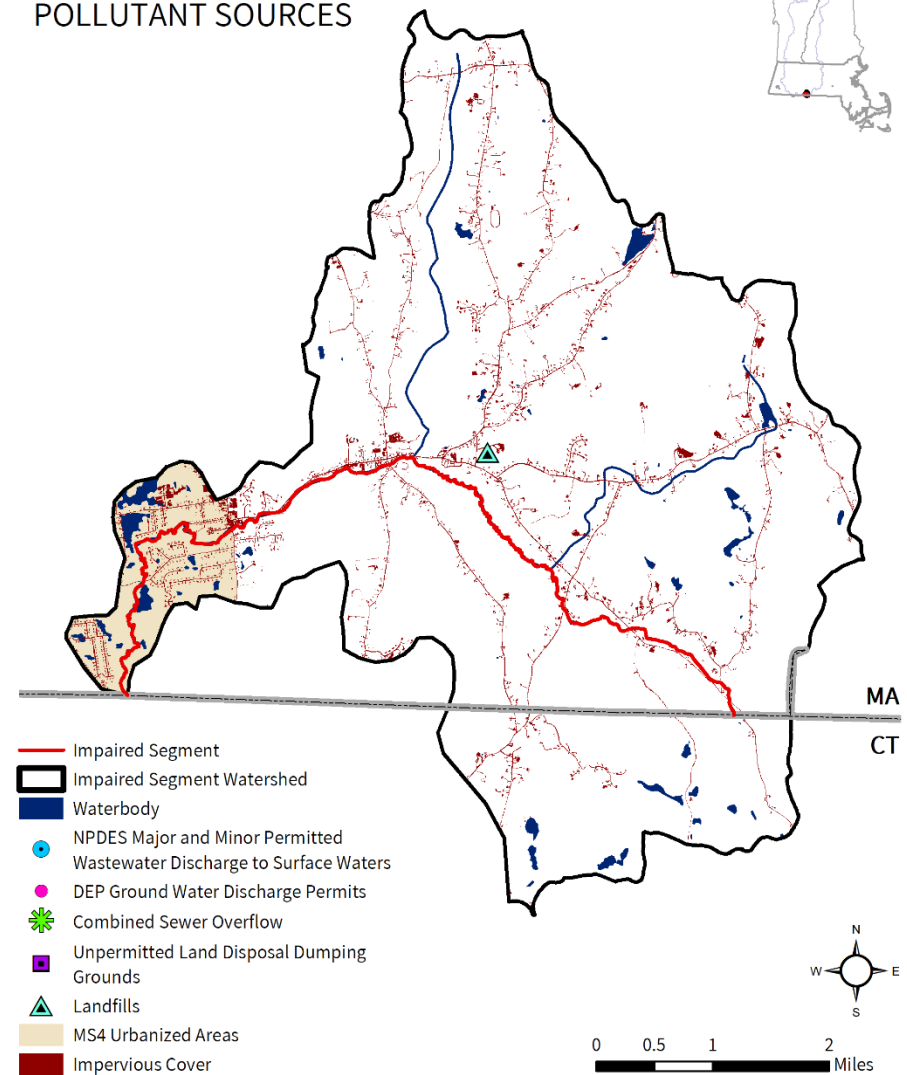 POLLUTANT SOURCES
MA
CT
Impaired Segment
Impaired Segment Watershed
Waterbody
NPDES Major and Minor Permitted
Wastewater Discharge to Surface Waters
DEP Ground Water Discharge Permits
Combined Sewer Overflow
Unpermitted Land Disposal Dumping
Grounds
Landfills
MS4 Urbanized Areas
Impervious Cover
N
W E
S
0 0.5 1 2
Miles